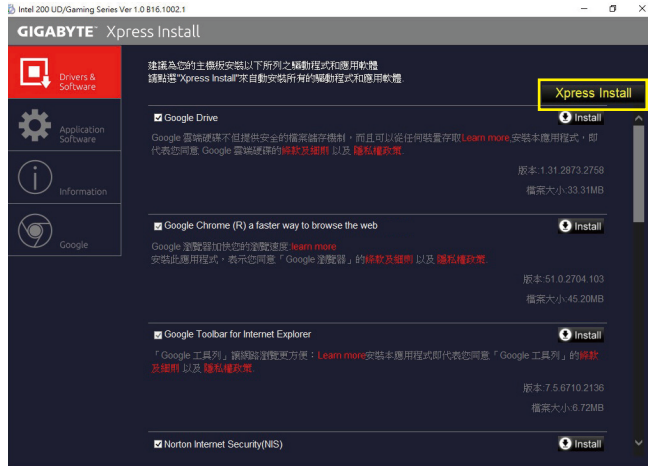 Intel 200 UD/Gaming Series Ver 1.0 B16.1002.1
GIGABYTE™ Xpress Install
Drivers &
Software
Application
Software
Information
Google
建議為您的主機板安裝以下所列之驅動程式和應用軟體
請點選"Xpress Install"來自動安裝所有的驅動程式和應用軟體.
Xpress Install
Google Drive
Install
Google 雲端硬碟不但提供安全的檔案儲存機制，而且可以從任何裝置存取Learn more,安裝本應用程式，即
代表您同意 Google 雲端硬碟的條款及細則 以及 隱私權政策.
版本:1.31.2873.2758
檔案大小:33.31MB
Google Chrome (R) a faster way to browse the web
Install
Google 瀏覽器加快您的瀏覽速度:learn more
安裝此應用程式，表示您同意「Google 瀏覽器」的條款及細則 以及 隱私權政策.
版本:51.0.2704.103
檔案大小:45.20MB
Google Toolbar for Internet Explorer
Install
「Google 工具列」讓網路瀏覽更方便：Learn more安裝本應用程式即代表您同意「Google 工具列」的條款
及細則 以及 隱私權政策.
版本:7.5.6710.2136
檔案大小:6.72MB
Norton Internet Security(NIS)
Install